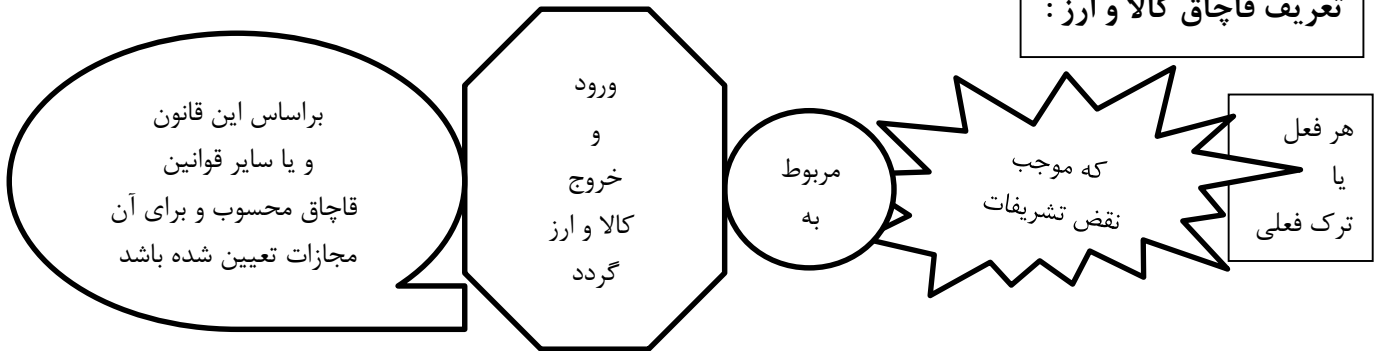 تعریف قاچاق کالا و ارز :
هر فعل
یا
ترک فعلی
که موجب
نقض تشریفات
مربوط
به
ورود
و
خروج
کالا و ارز
گردد
براساس این قانون
و یا سایر قوانین
قاچاق محسوب و برای آن
مجازات تعیین شده باشد